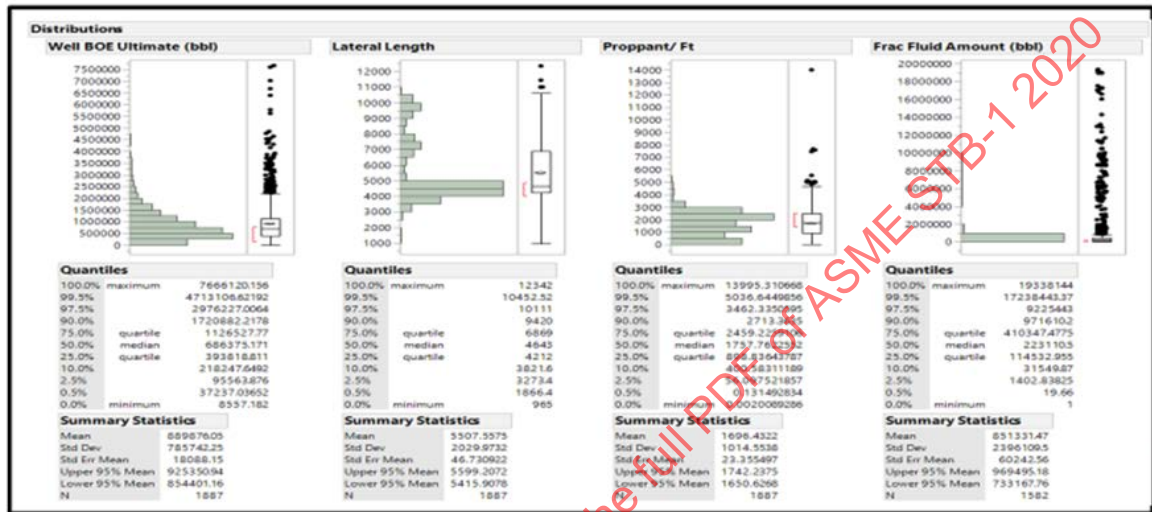 Distributions
Well BOE Ultimate (bbl)
7500000
7000000
6500000
6000000
5500000
5000000
4500000
4000000
3500000
3000000
2500000
2000000
1500000
1000000
500000
0
Quantiles
100.0% maximum 7666120.156
99.5% 4713106.62192
97.5% 2976227.0064
90.0% 1720882.2178
75.0% quartile 1126527.77
50.0% median 686375.171
25.0% quartile 393818.811
10.0% 218247.6492
2.5% 95563.876
0.5% 37237.03652
0.0% minimum 8557.182
Summary Statistics
Mean 889876.05
Std Dev 785742.25
Std Err Mean 18088.15
Upper 95% Mean 925350.94
Lower 95% Mean 854401.16
N 1887
Lateral Length
12000
11000
10000
9000
8000
7000
6000
5000
4000
3000
2000
1000
Quantiles
100.0% maximum 12342
99.5% 10452.52
97.5% 10111
90.0% 9420
75.0% quartile 6869
50.0% median 4643
25.0% quartile 4212
10.0% 3821.6
2.5% 3273.4
0.5% 1866.4
0.0% minimum 965
Summary Statistics
Mean 5507.5575
Std Dev 2029.9732
Std Err Mean 46.730922
Upper 95% Mean 5599.2072
Lower 95% Mean 5415.9078
N 1887
Proppant/ Ft
14000
13000
12000
11000
10000
9000
8000
7000
6000
5000
4000
3000
2000
1000
0
Quantiles
100.0% maximum 13995.310668
99.5% 5036.6449856
97.5%
90.0%
75.0% quartile
50.0% median
25.0% quartile
10.0%
2.5%
0.5% 0.131492834
0.0% minimum 0.0020089286
Summary Statistics
Mean 1696.4322
Std Dev 1014.5538
Std Err Mean 23.355497
Upper 95% Mean 1742.2375
Lower 95% Mean 1650.6268
N 1887
Frac Fluid Amount (bbl)
20000000
18000000
16000000
14000000
12000000
10000000
8000000
6000000
4000000
2000000
0
Quantiles
100.0% maximum 19338144
99.5% 17238443.37
97.5% 9225443
90.0% 971610.2
75.0% quartile 410347.4775
50.0% median 223110.5
25.0% quartile 114532.955
10.0% 31549.87
2.5% 1402.83825
0.5% 19.66
0.0% minimum 1
Summary Statistics
Mean 851331.47
Std Dev 2396109.5
Std Err Mean 60242.56
Upper 95% Mean 969495.18
Lower 95% Mean 733167.76
N 1582
he full PDF of ASME STB-1 2020